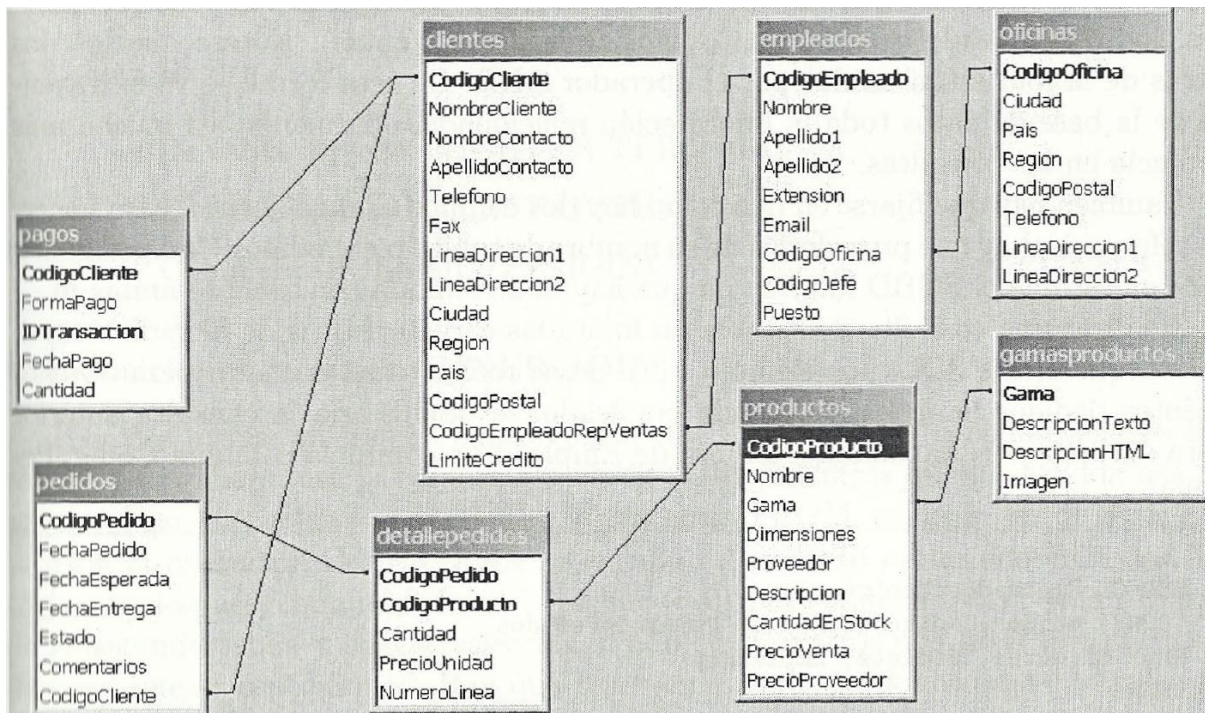 clientes
CodigoCliente
NombreCliente
NombreContacto
ApellidoContacto
Telefono
Fax
LineaDireccion1
LineaDireccion2
Ciudad
Region
Pais
CodigoPostal
CodigoEmpleadoRepVentas
LimiteCredito
empleados
CodigoEmpleado
Nombre
Apellido1
Apellido2
Extension
Email
CodigoOficina
CodigoJefe
Puesto
oficinas
CodigoOficina
Ciudad
Pais
Region
CodigoPostal
Telefono
LineaDireccion1
LineaDireccion2
pagos
CodigoCliente
FormaPago
IDTransaccion
FechaPago
Cantidad
gamasproductos
Gama
DescripcionTexto
DescripcionHTML
Imagen
productos
CodigoProducto
Nombre
Gama
Dimensiones
Proveedor
Descripcion
CantidadEnStock
PrecioVenta
PrecioProveedor
pedidos
CodigoPedido
FechaPedido
FechaEsperada
FechaEntrega
Estado
Comentarios
CodigoCliente
detallepedidos
CodigoPedido
CodigoProducto
Cantidad
PrecioUnidad
NumeroLinea